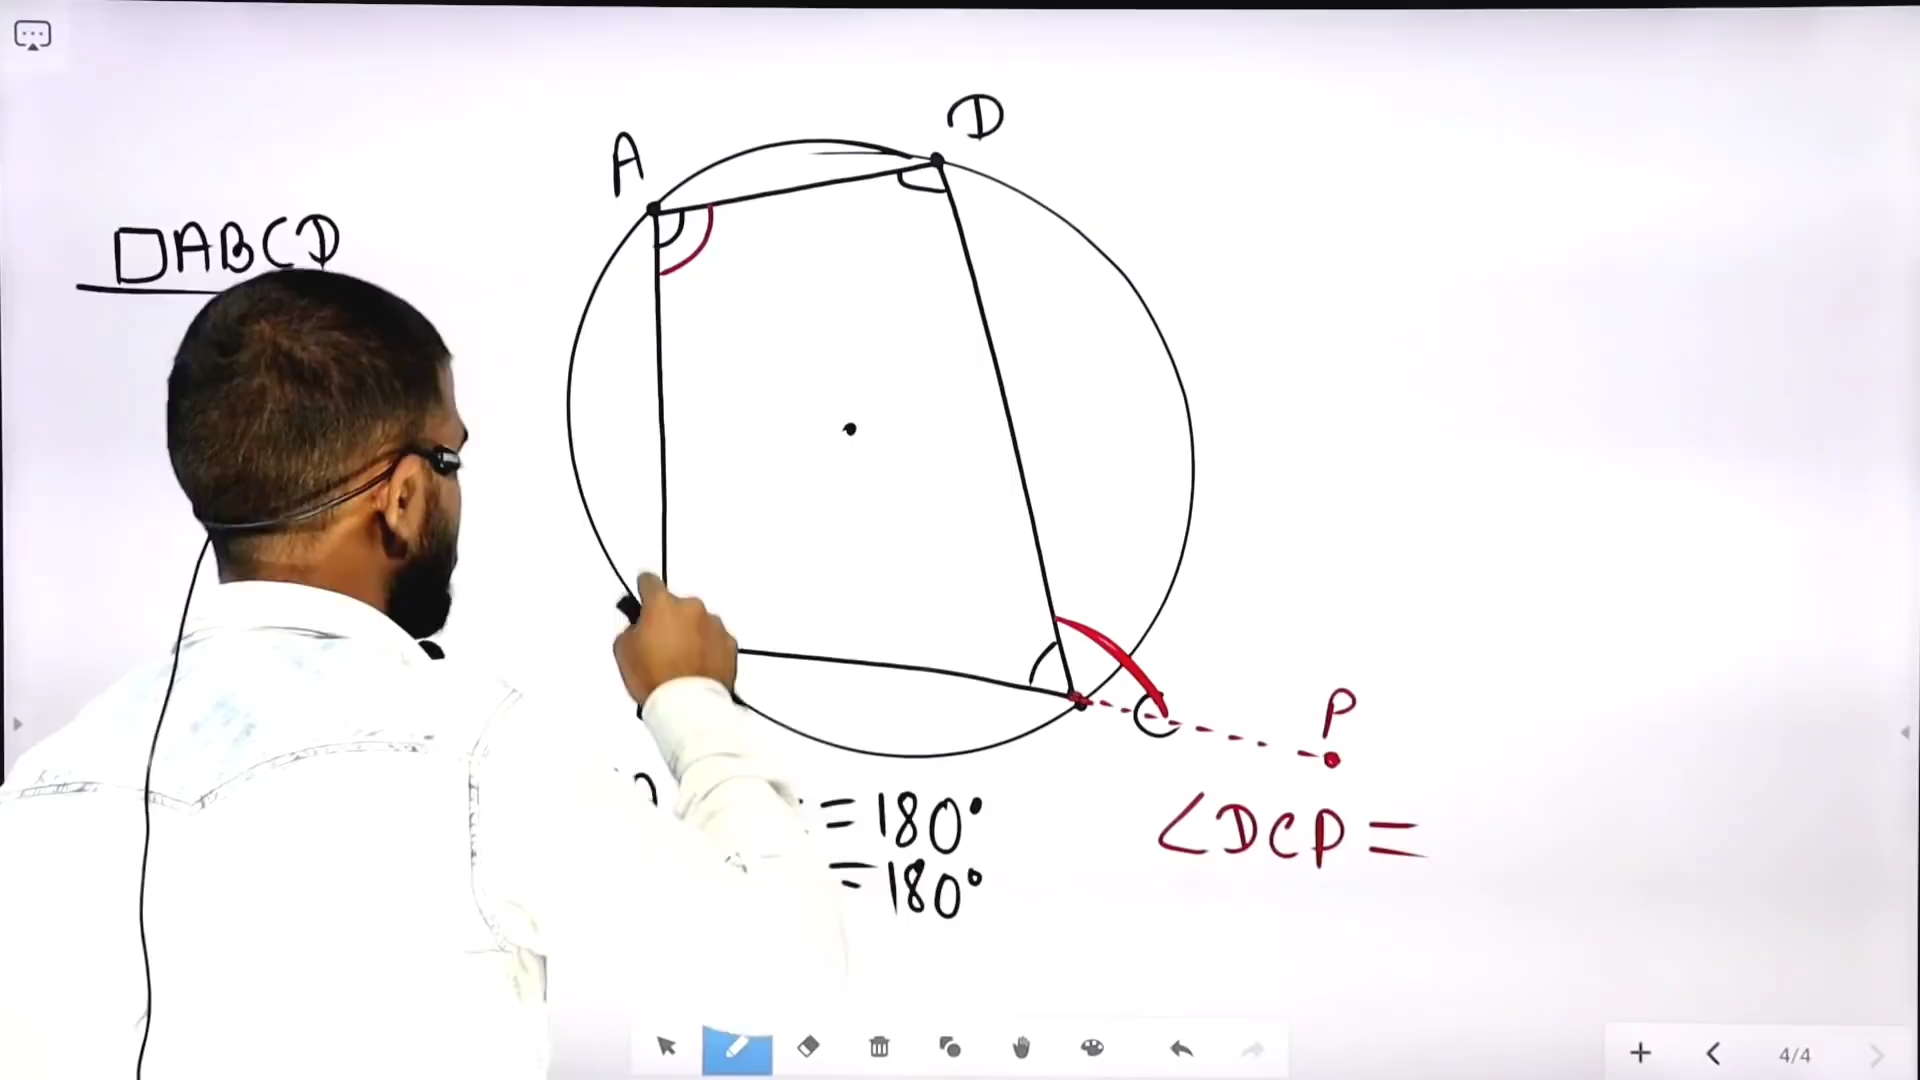 D
A
□ABCD
P
= 180°
∠DCP =
= 180°
4/4